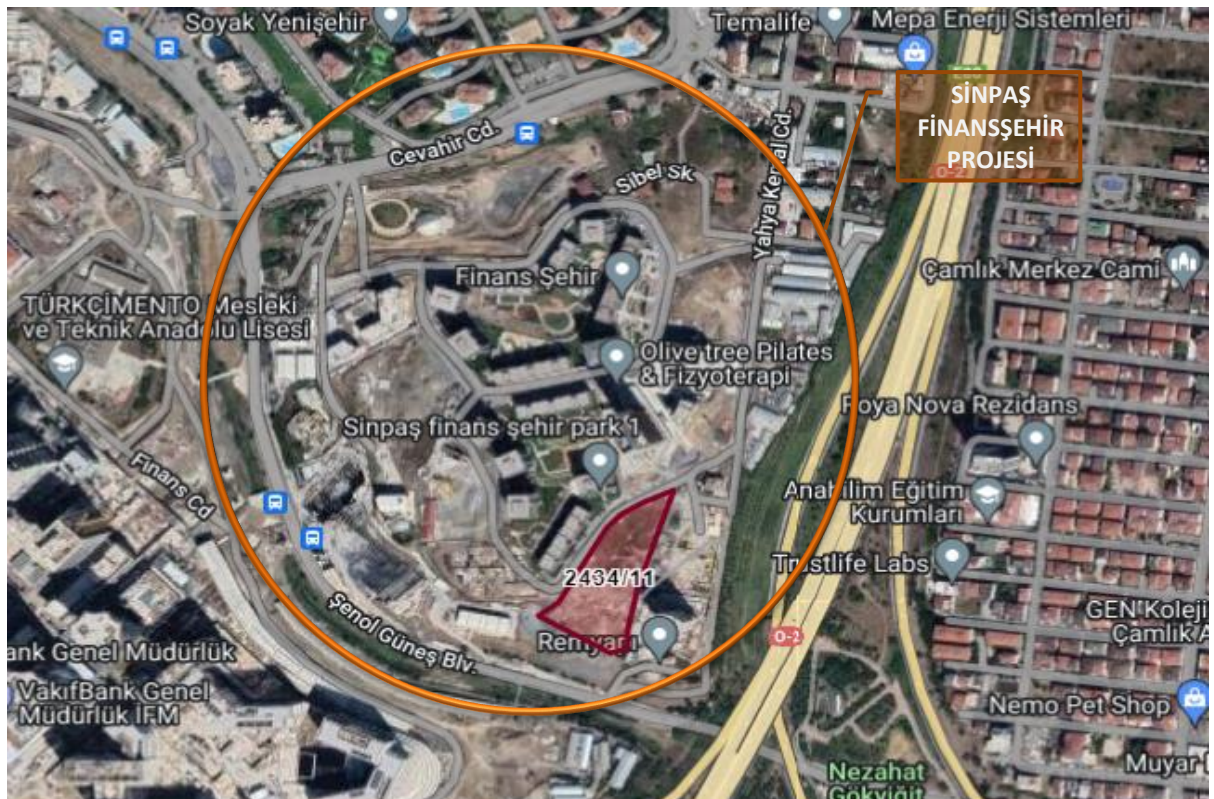 Soyak Yenişehir
Temalife
Mepa Enerji Sistemleri
SİNPAŞ
FİNANSŞEHİR
PROJESİ
O-2
Cevahir Cd.
Sibel Sk.
Yahya Kemal Cd.
Finans Şehir
Çamlık Merkez Cami
TÜRKÇİMENTO Mesleki
ve Teknik Anadolu Lisesi
Olive tree Pilates
& Fizyoterapi
Foya Nova Rezidans
Sinpaş finans şehir park 1
Finans Cd
Anabilim Eğitim
Kurumları
Trustlife Labs
2434/11
Şenol Güneş Blv.
Remyapı
O-2
GEN Koleji
Çamlık
ank Genel Müdürlük
VakıfBank Genel
Müdürlük İFM
Nemo Pet Shop
Muyar
Nezahat
Gökyiğit